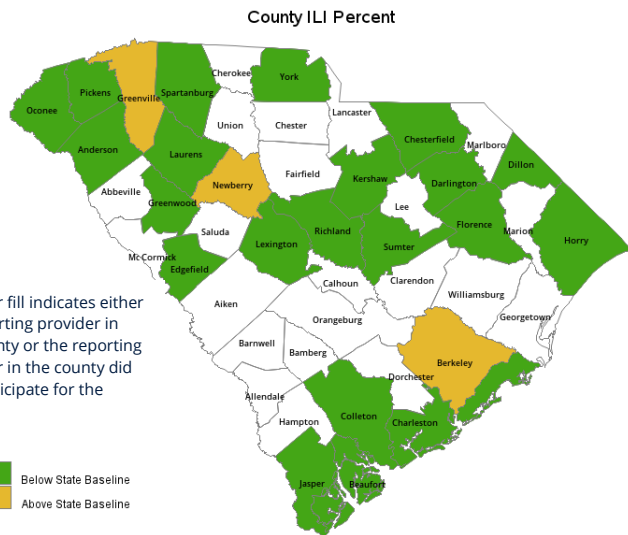 County ILI Percent
Cherokee
York
Pickens
Greenville
Spartanburg
Oconee
Lancaster
Union
Chester
Chesterfield
Marlboro
Anderson
Laurens
Dillon
Fairfield
Kershaw
Darlington
Newberry
Abbeville
Greenwood
Lee
Florence
Marion
Saluda
Richland
Horry
Lexington
Sumter
Mc Cormick
Edgefield
Calhoun
Clarendon
Williamsburg
Aiken
Georgetown
Orangeburg
Barnwell
Bamberg
Berkeley
Dorchester
Allendale
Hampton
Colleton
Charleston
Jasper
Beaufort
r fill indicates either
rting provider in
nty or the reporting
r in the county did
ticipate for the
Below State Baseline
Above State Baseline